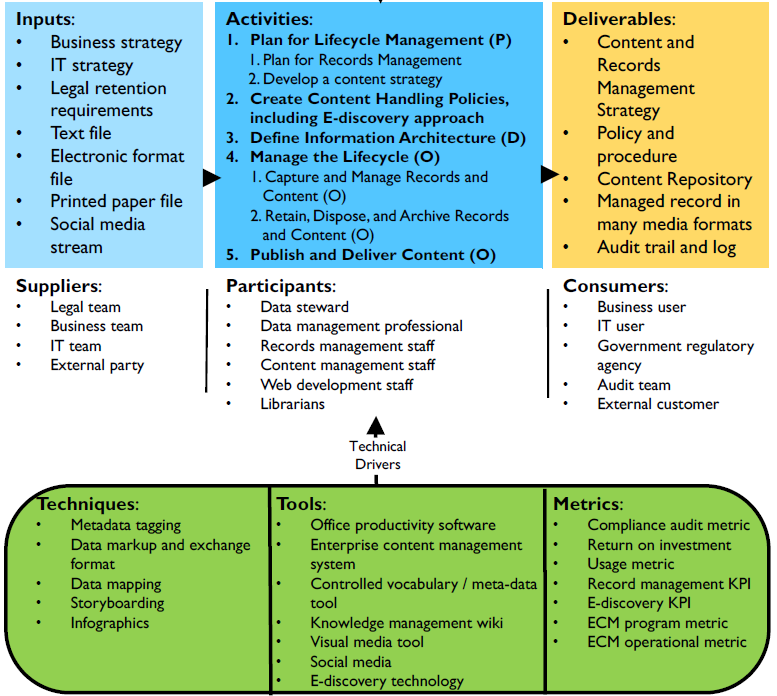 Inputs:
• Business strategy
• IT strategy
• Legal retention
requirements
• Text file
• Electronic format
file
• Printed paper file
• Social media
stream
Activities:
1. Plan for Lifecycle Management (P)
1. Plan for Records Management
2. Develop a content strategy
2. Create Content Handling Policies,
including E-discovery approach
3. Define Information Architecture (D)
4. Manage the Lifecycle (O)
1. Capture and Manage Records and
Content (O)
2. Retain, Dispose, and Archive Records
and Content (O)
5. Publish and Deliver Content (O)
Deliverables:
• Content and
Records
Management
Strategy
• Policy and
procedure
• Content Repository
• Managed record in
many media formats
• Audit trail and log
Suppliers:
• Legal team
• Business team
• IT team
• External party
Participants:
• Data steward
• Data management professional
• Records management staff
• Content management staff
• Web development staff
• Librarians
Consumers:
• Business user
• IT user
• Government regulatory
agency
• Audit team
• External customer
Technical
Drivers
Techniques:
• Metadata tagging
• Data markup and exchange
format
• Data mapping
• Storyboarding
• Infographics
Tools:
• Office productivity software
• Enterprise content management
system
• Controlled vocabulary / meta-data
tool
• Knowledge management wiki
• Visual media tool
• Social media
• E-discovery technology
Metrics:
• Compliance audit metric
• Return on investment
• Usage metric
• Record management KPI
• E-discovery KPI
• ECM program metric
• ECM operational metric